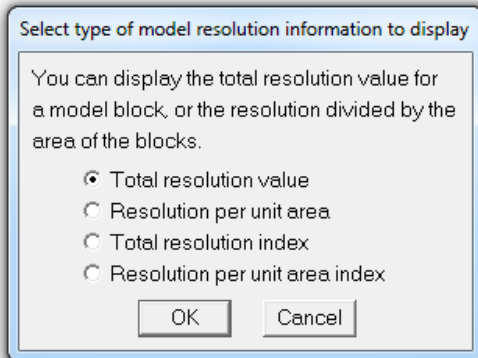 Select type of model resolution information to display
You can display the total resolution value for
a model block, or the resolution divided by the
area of the blocks.
Total resolution value
Resolution per unit area
Total resolution index
Resolution per unit area index
OK Cancel